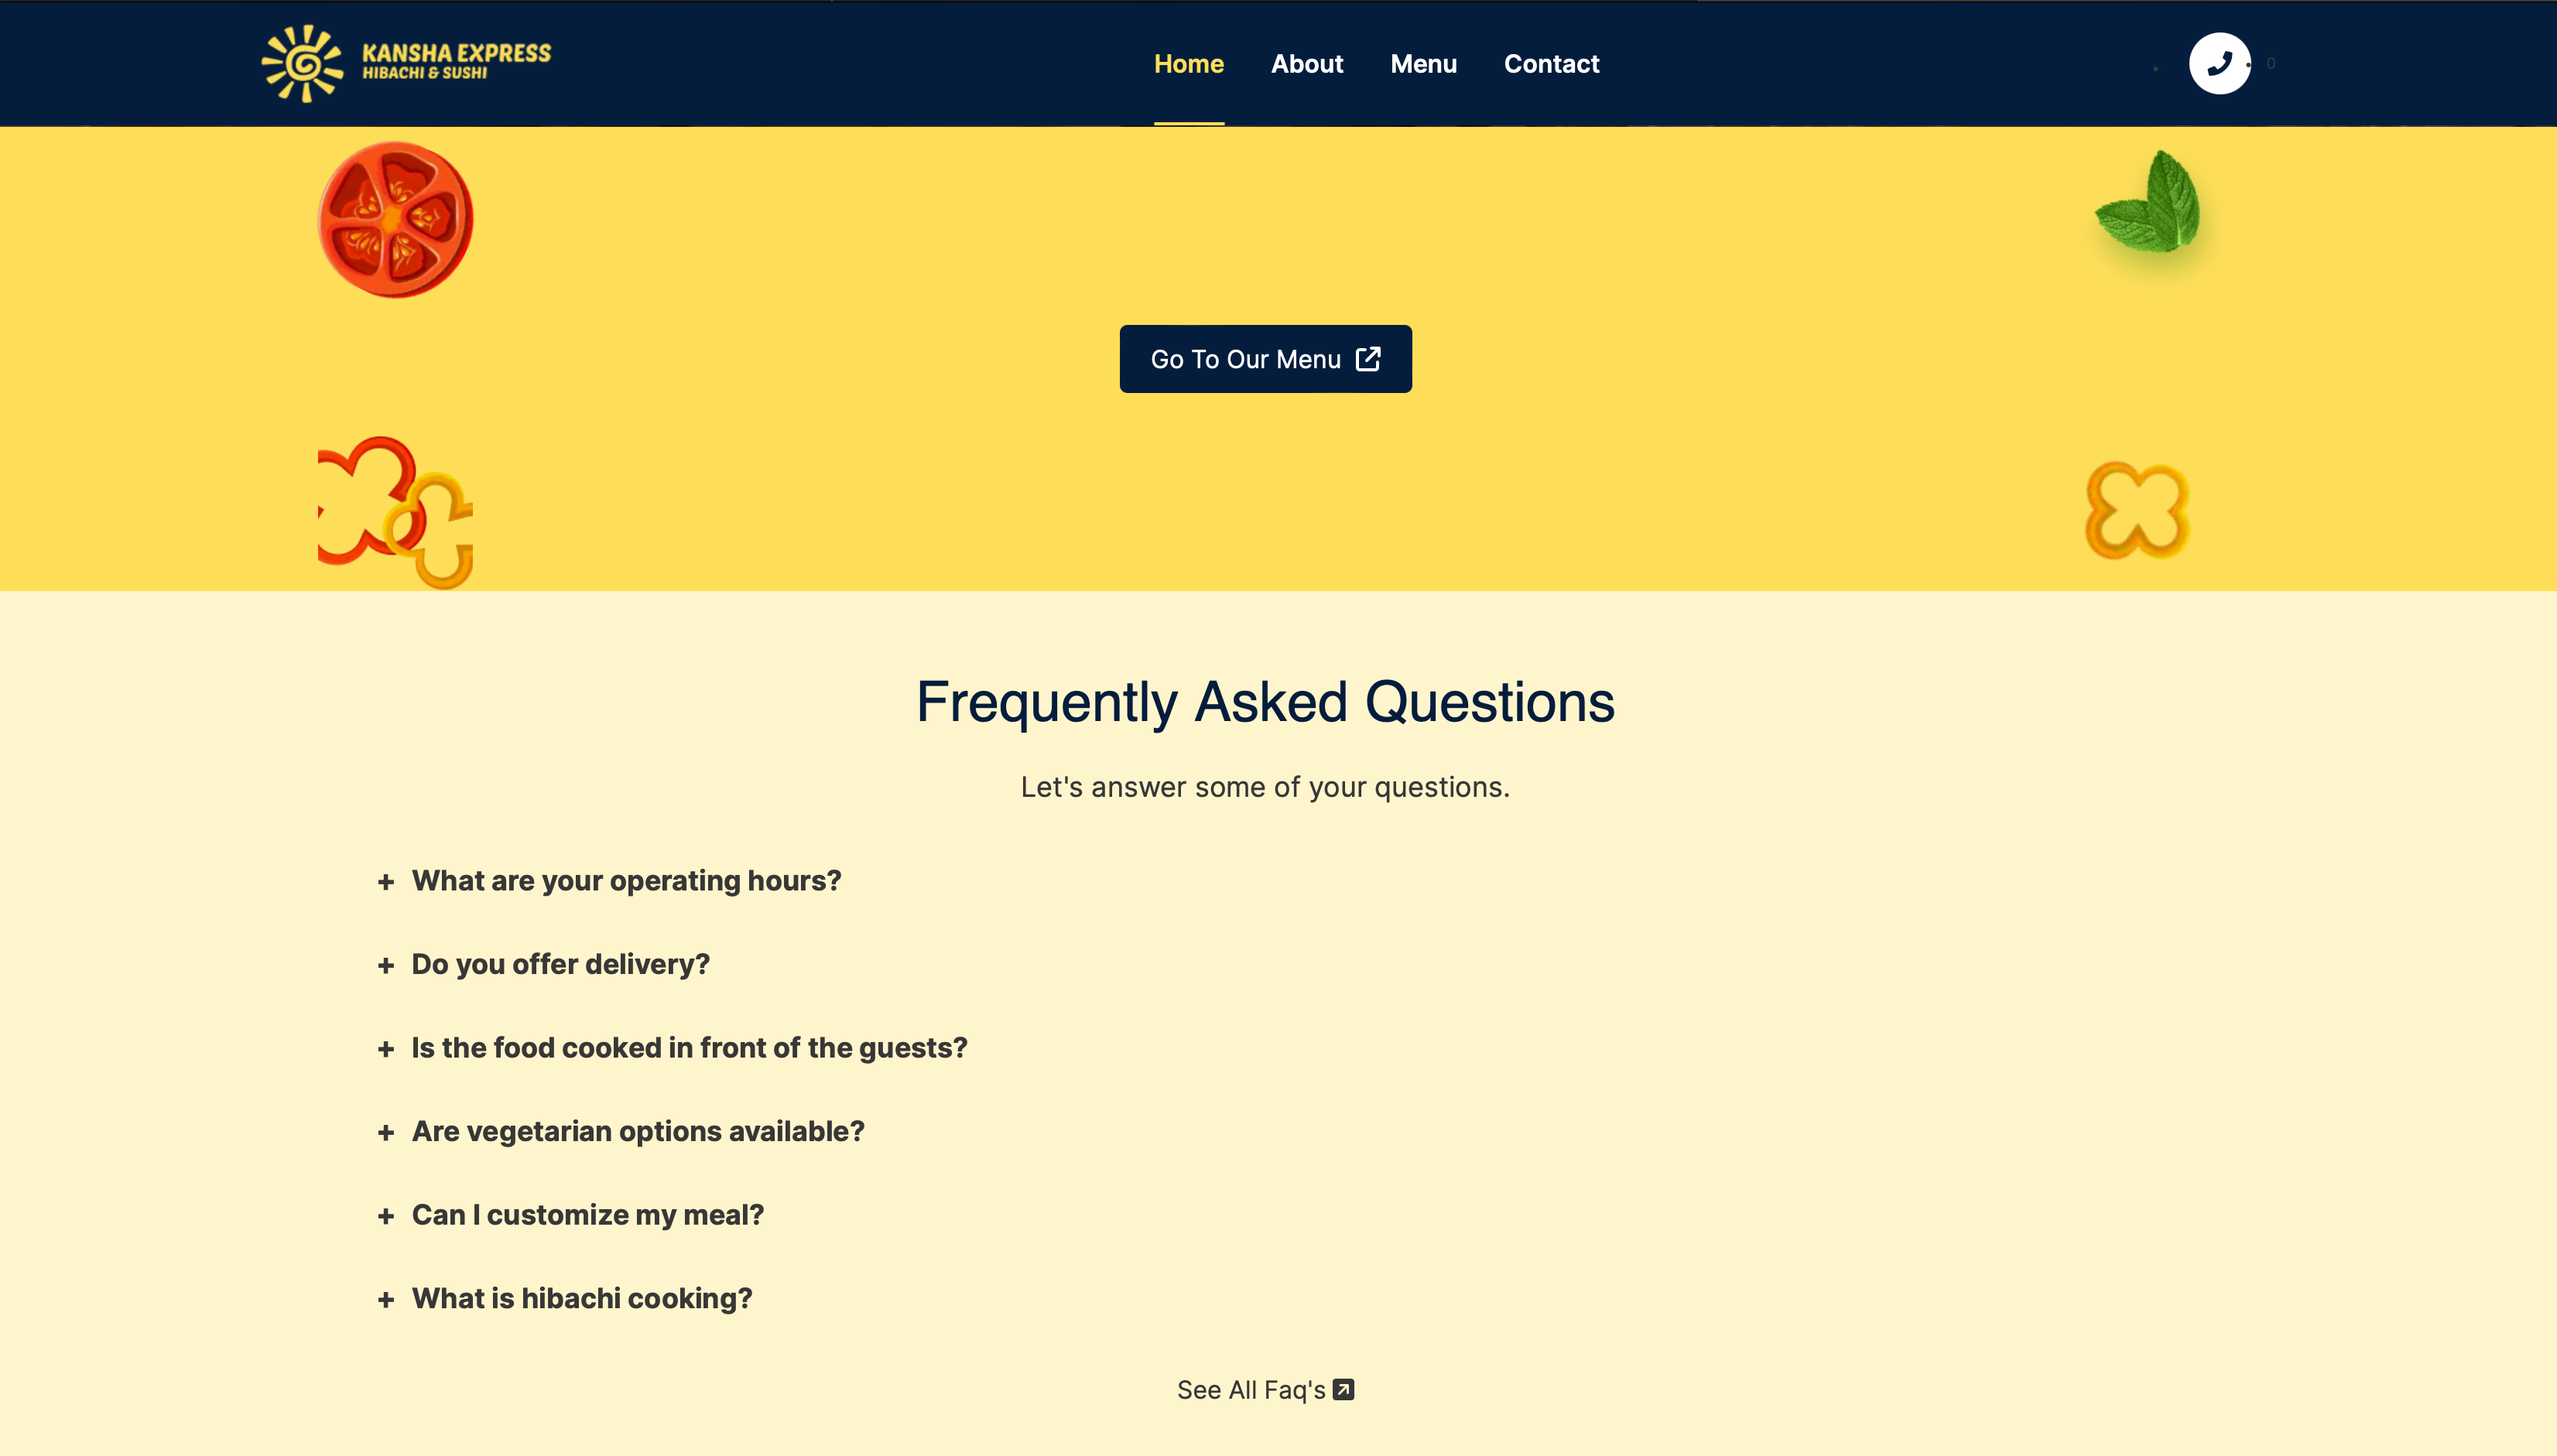 KANSHA EXPRESS
HIBACHI & SUSHI
Home About Menu Contact
0
Go To Our Menu
Frequently Asked Questions
Let's answer some of your questions.
+ What are your operating hours?
+ Do you offer delivery?
+ Is the food cooked in front of the guests?
+ Are vegetarian options available?
+ Can I customize my meal?
+ What is hibachi cooking?
See All Faq's